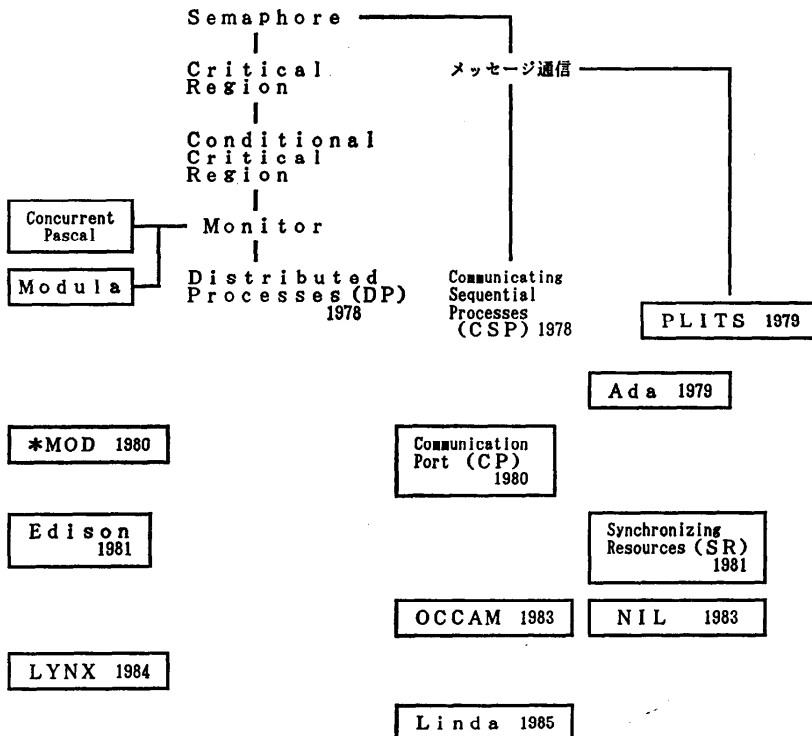 Semaphore
Critical
Region
メッセージ通信
Conditional
Critical
Region
Concurrent
Pascal
Monitor
Modula
Distributed
Processes (DP)
1978
Communicating
Sequential
Processes
(CSP) 1978
PLITS 1979
Ada 1979
*MOD 1980
Communication
Port (CP)
1980
Edison
1981
Synchronizing
Resources (SR)
1981
OCCAM 1983
NIL 1983
LYNX 1984
Linda 1985